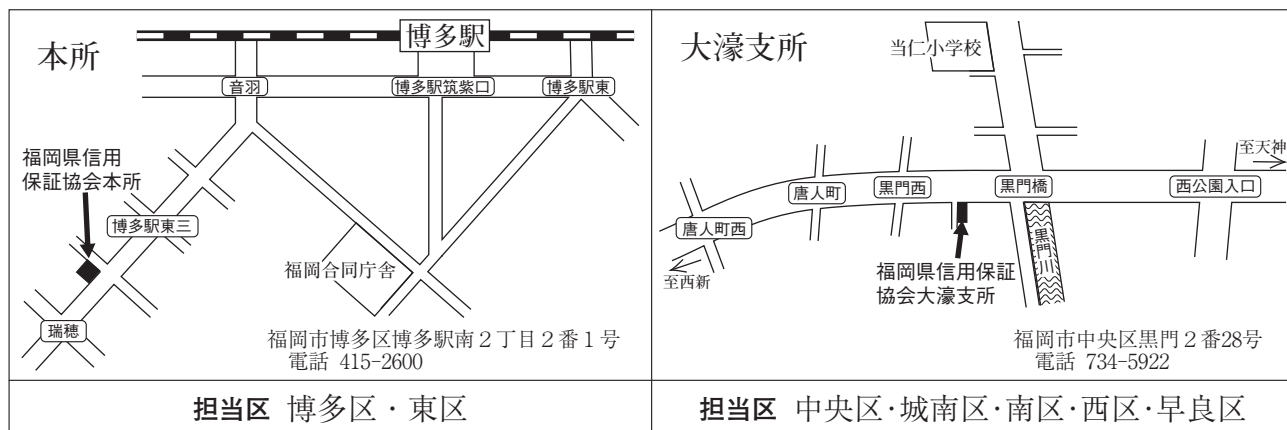 本所
博多駅
音羽
博多駅筑紫口
博多駅東
福岡県信用
保証協会本所
博多駅東三
福岡合同庁舎
瑞穂
福岡市博多区博多駅南２丁目２番１号
電話 415-2600
担当区 博多区・東区
大濠支所
当仁小学校
至天神
唐人町
黒門西
黒門橋
西公園入口
唐人町西
黒門川
至西新
福岡県信用保証
協会大濠支所
福岡市中央区黒門２番28号
電話 734-5922
担当区 中央区・城南区・南区・西区・早良区